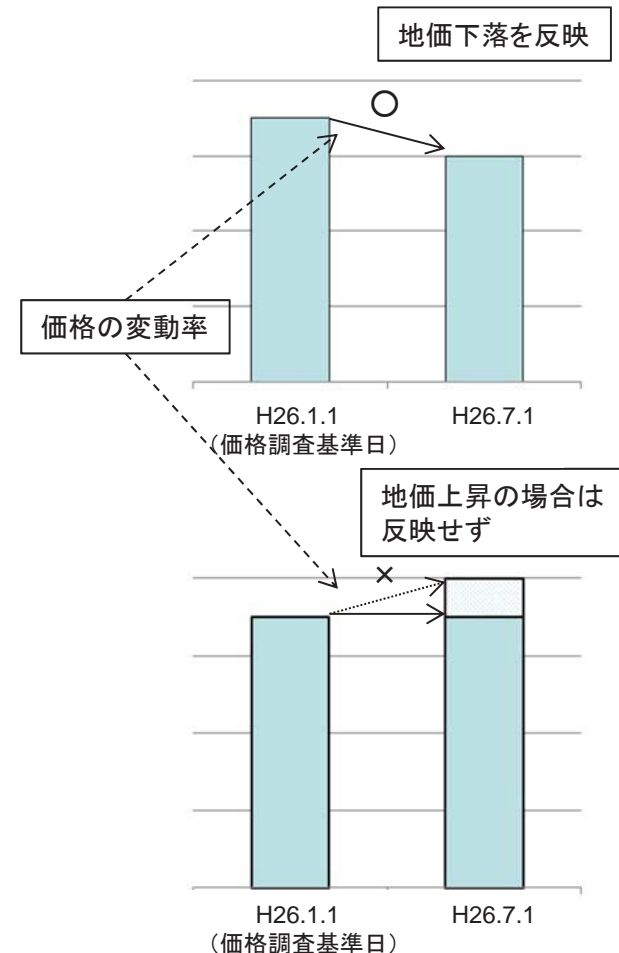 地価下落を反映
○
価格の変動率
H26.1.1
H26.7.1
（価格調査基準日）
地価上昇の場合は
反映せず
×
H26.1.1
H26.7.1
（価格調査基準日）